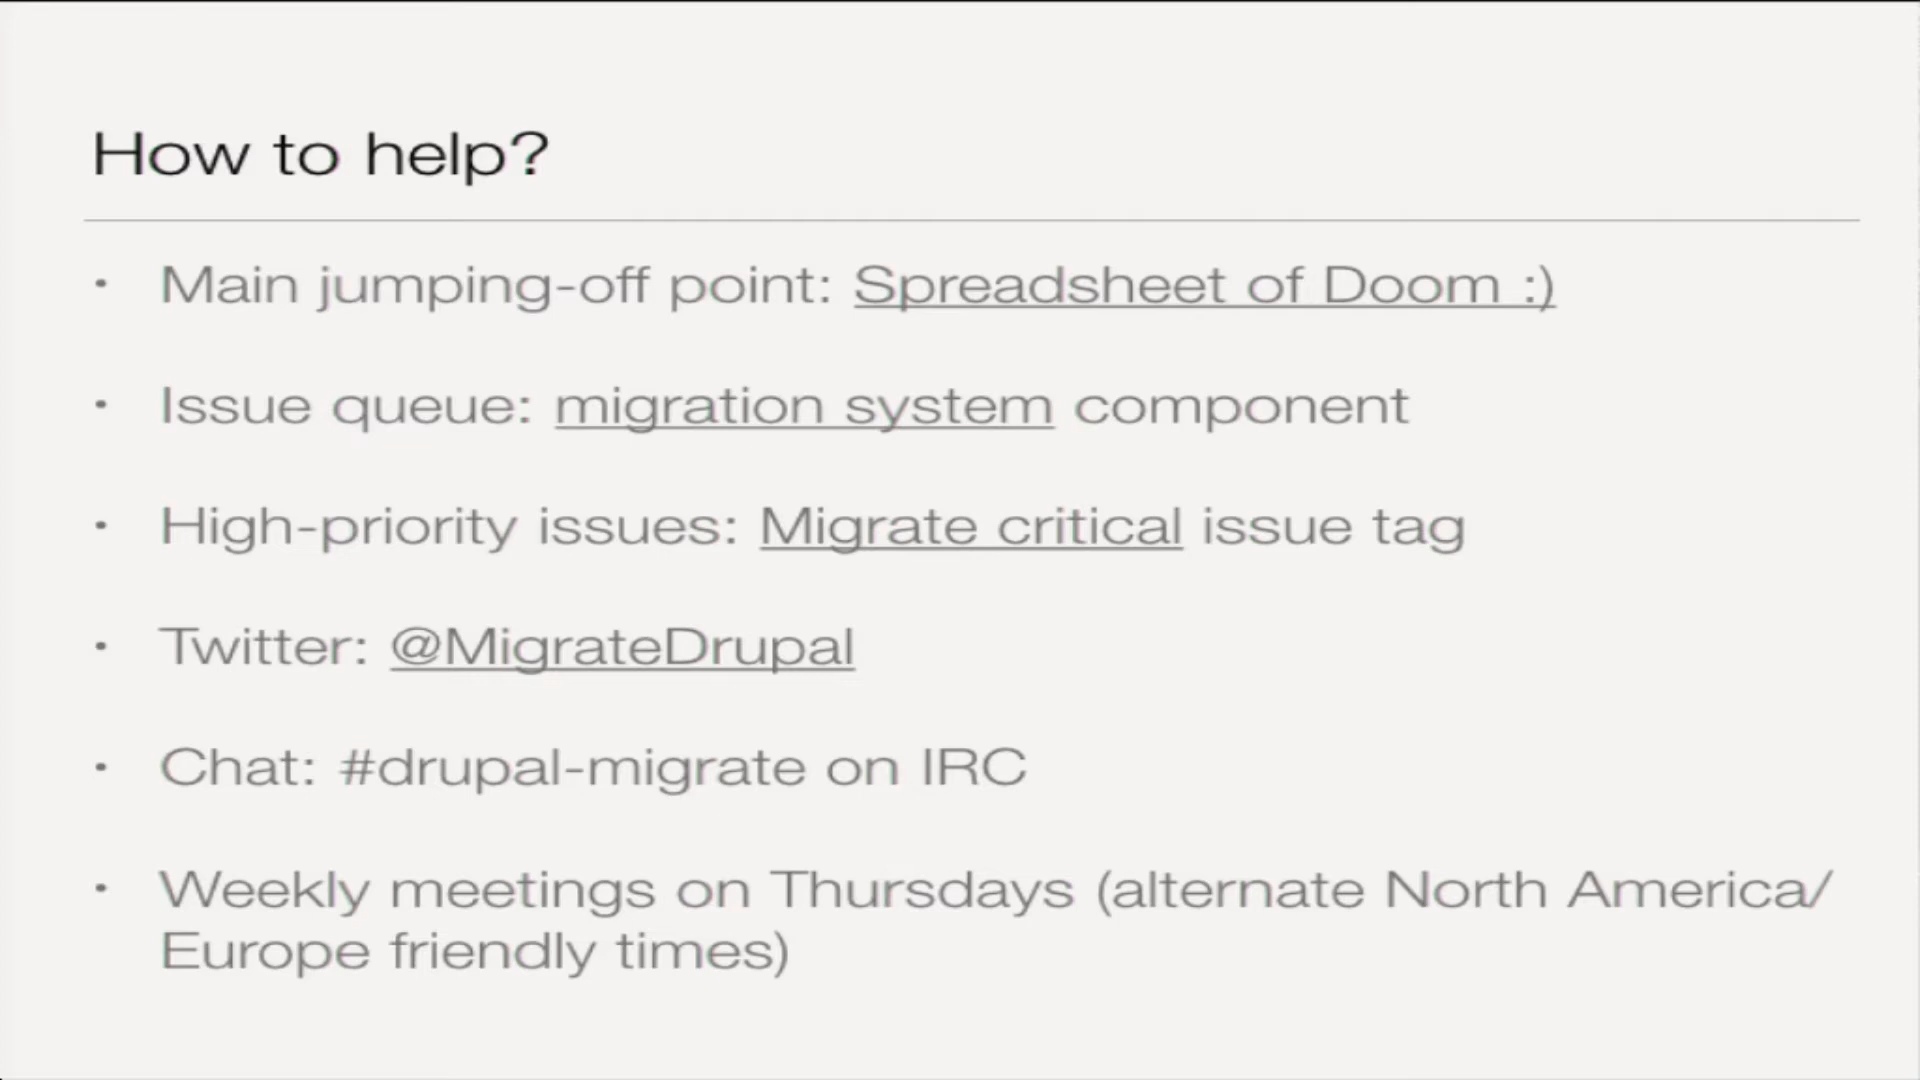 How to help?
• Main jumping-off point: Spreadsheet of Doom :)
• Issue queue: migration system component
• High-priority issues: Migrate critical issue tag
• Twitter: @MigrateDrupal
• Chat: #drupal-migrate on IRC
• Weekly meetings on Thursdays (alternate North America/
Europe friendly times)